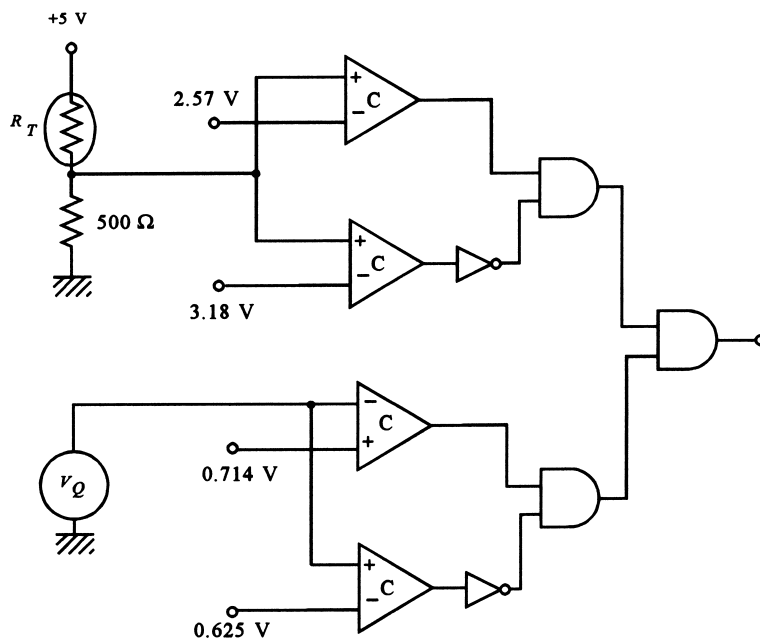 +5 V
R T
500 Ω
2.57 V
+
−
C
+
−
C
3.18 V
V Q
−
+
C
0.714 V
+
−
C
0.625 V